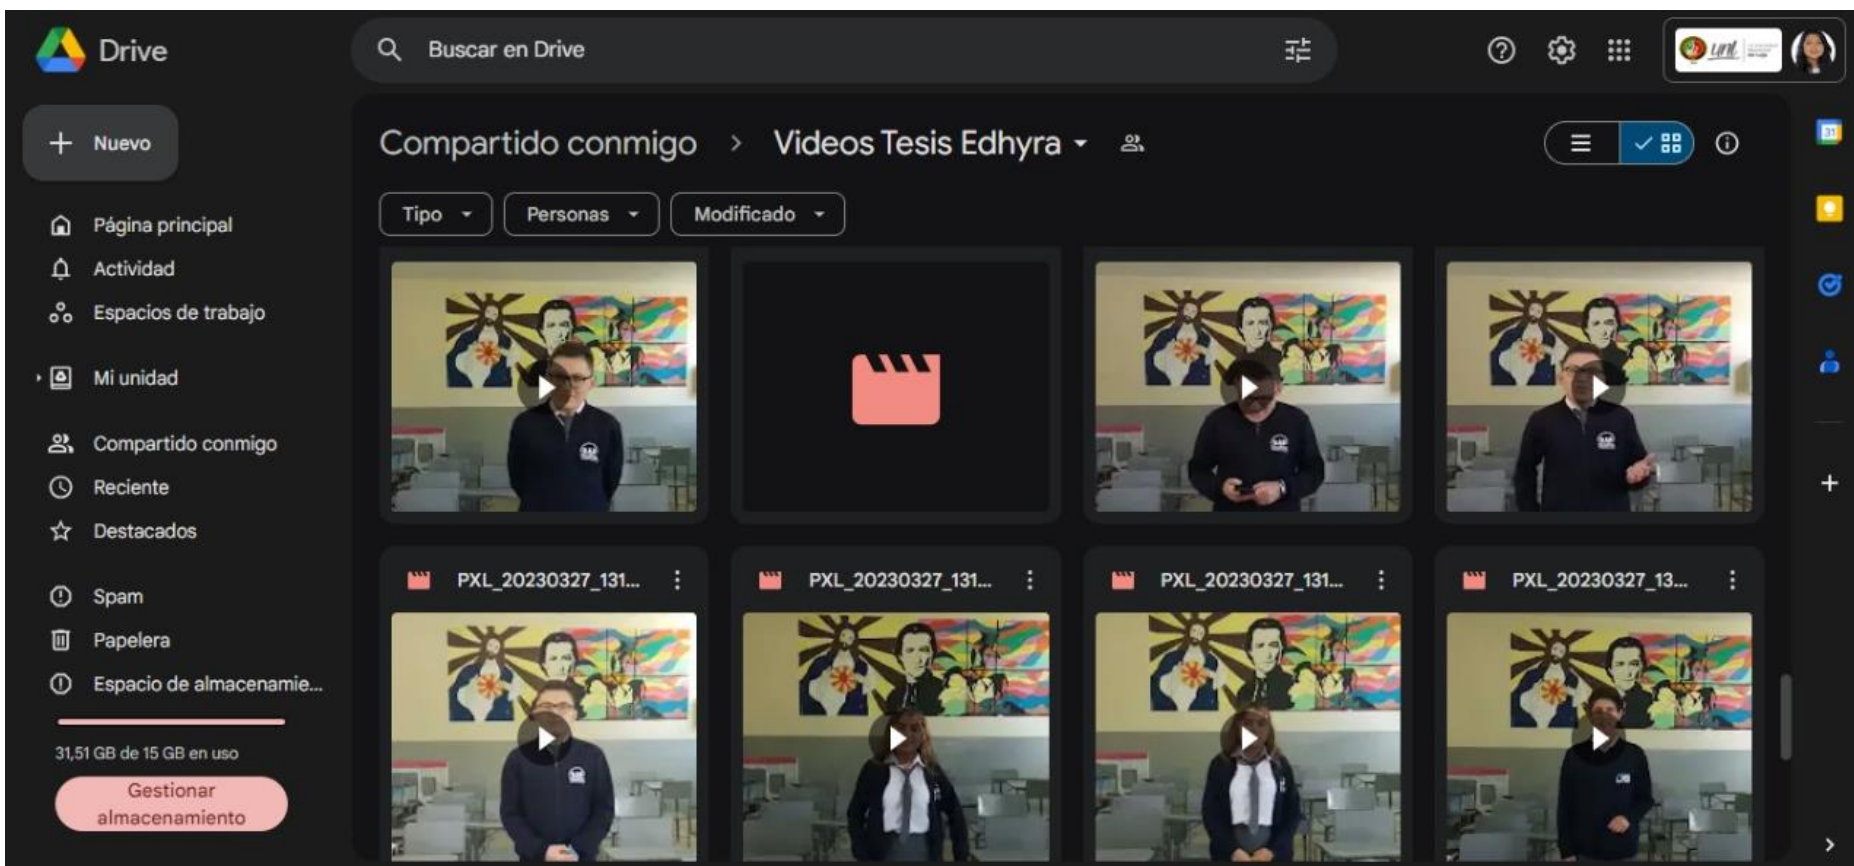 Drive
Buscar en Drive
unl
Nuevo
Compartido conmigo > Videos Tesis Edhyra
Tipo
Personas
Modificado
Página principal
Actividad
Espacios de trabajo
Mi unidad
Compartido conmigo
Reciente
Destacados
Spam
Papelera
Espacio de almacenamie...
31,51 GB de 15 GB en uso
Gestionar
almacenamiento
PXL_20230327_131...
PXL_20230327_131...
PXL_20230327_131...
PXL_20230327_13...
31